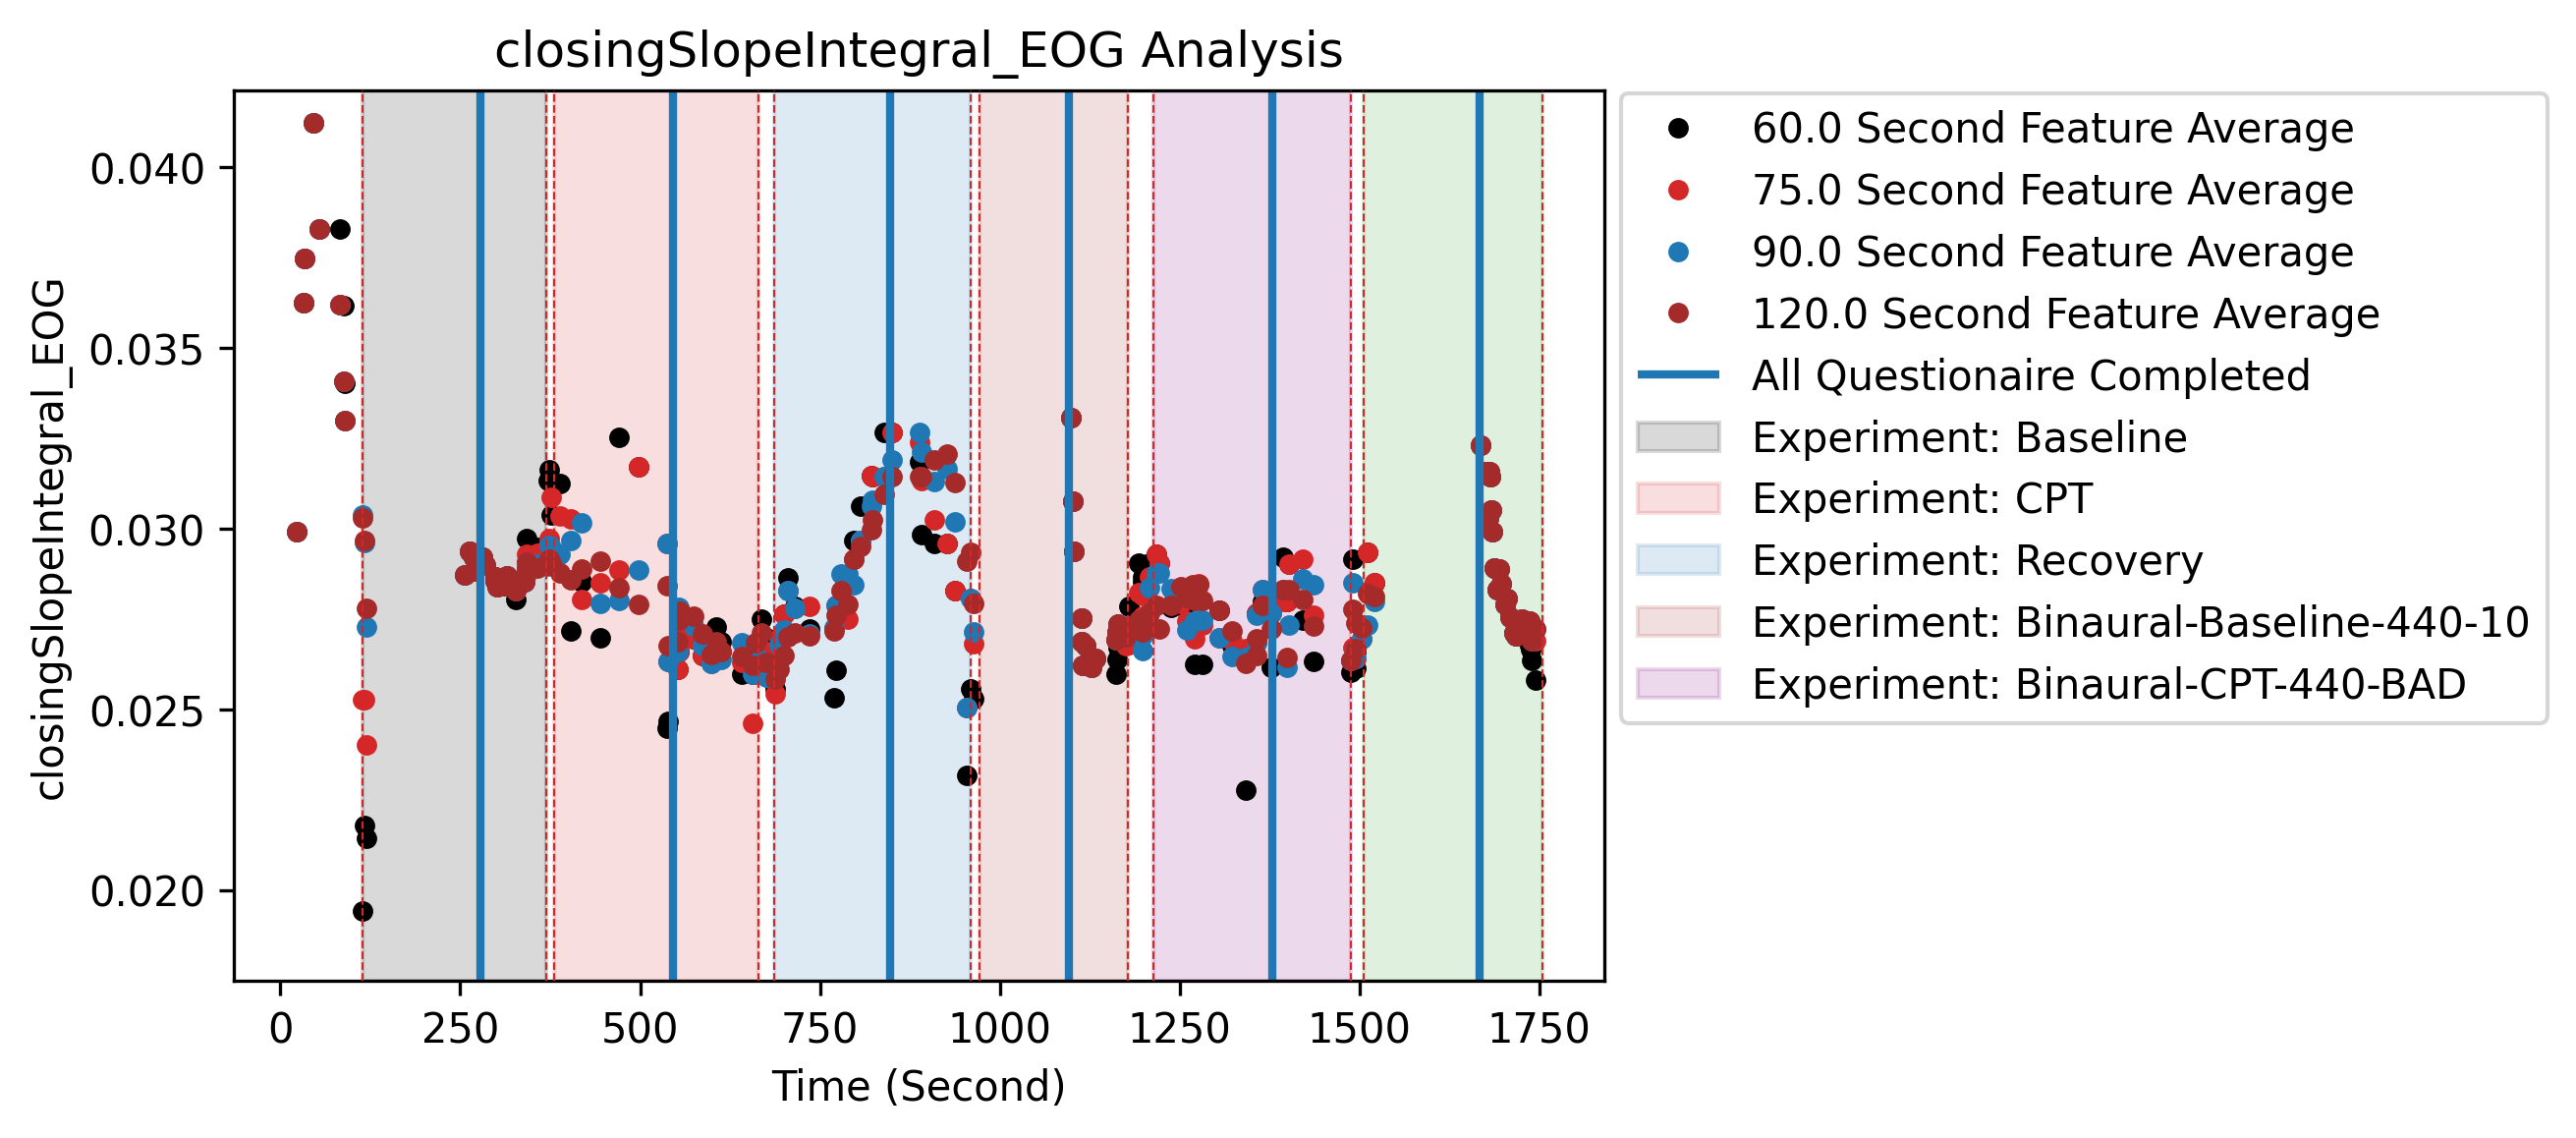 closingSlopeIntegral_EOG Analysis
closingSlopeIntegral_EOG
0.040
0.035
0.030
0.025
0.020
0
250
500
750
1000
1250
1500
1750
Time (Second)
60.0 Second Feature Average
75.0 Second Feature Average
90.0 Second Feature Average
120.0 Second Feature Average
All Questionaire Completed
Experiment: Baseline
Experiment: CPT
Experiment: Recovery
Experiment: Binaural-Baseline-440-10
Experiment: Binaural-CPT-440-BAD